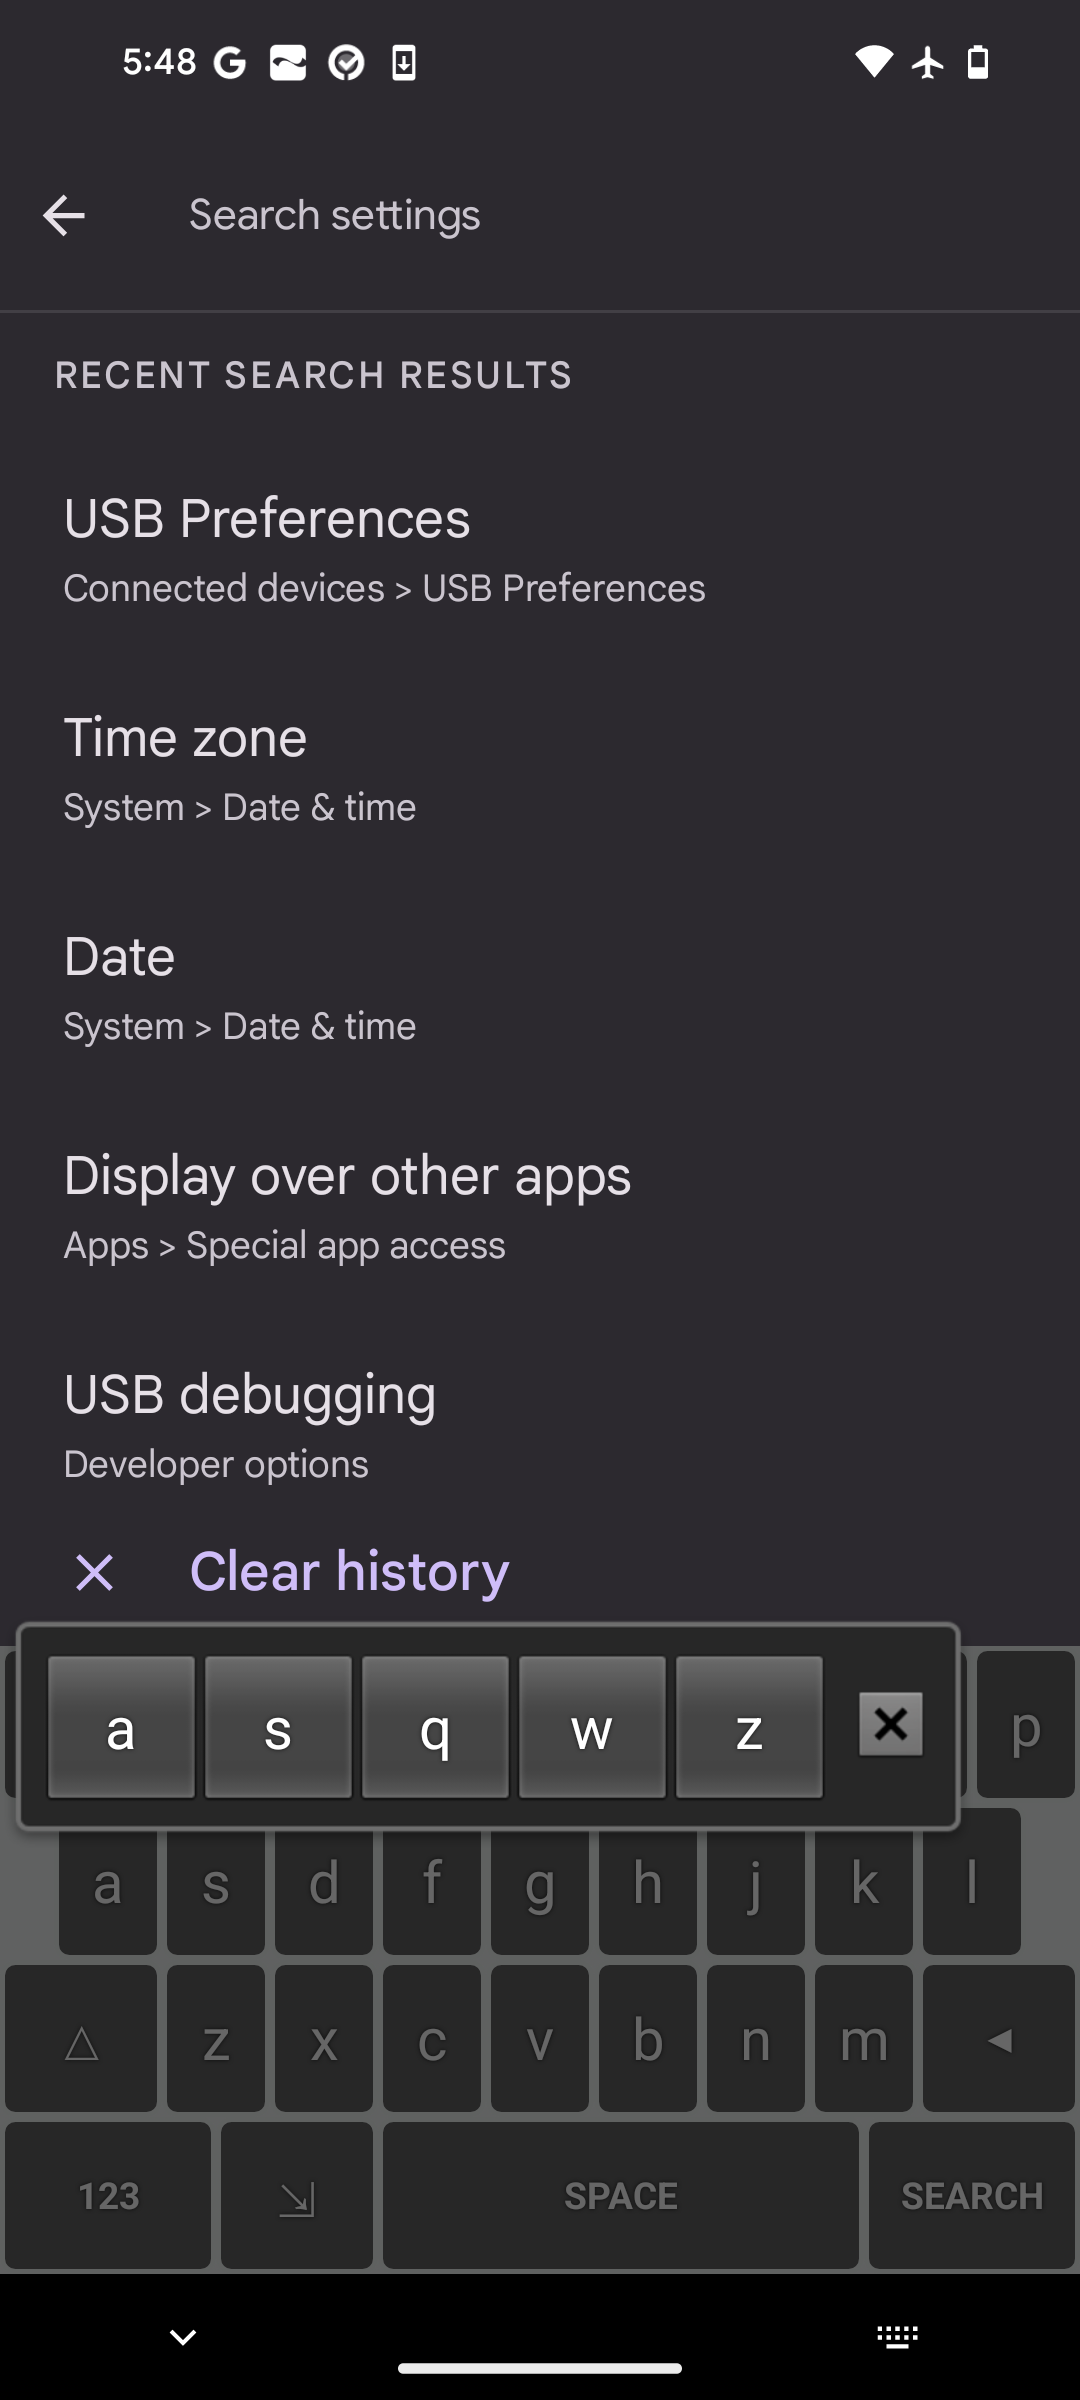 5:48
Search settings
RECENT SEARCH RESULTS
USB Preferences
Connected devices > USB Preferences
Time zone
System > Date & time
Date
System > Date & time
Display over other apps
Apps > Special app access
USB debugging
Developer options
Clear history
a s q w z
p
a s d f g h j k l
z x c v b n m
123 SPACE SEARCH